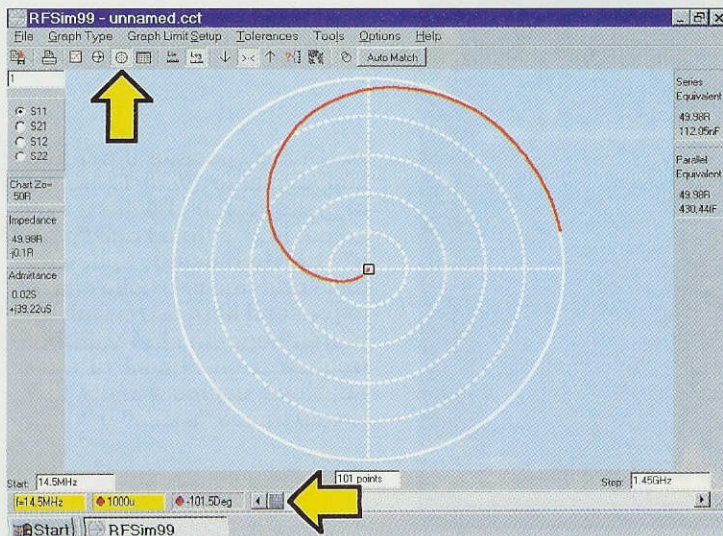 RFSim99 - unnamed.cct
File Graph Type Graph Limit Setup Tolerances Tools Options Help
Lin Log Auto Match
1
S11
S21
S12
S22
Chart Zo=
50R
Impedance
49.98R
-j0.1R
Admittance
0.02S
+j39.22uS
Series
Equivalent
49.98R
112.05nF
Parallel
Equivalent
49.98R
430.44fF
Start: 14.5MHz
101 points
Stop: 1.45GHz
f=14.5MHz 1000u -101.5Deg
Start RFSim99